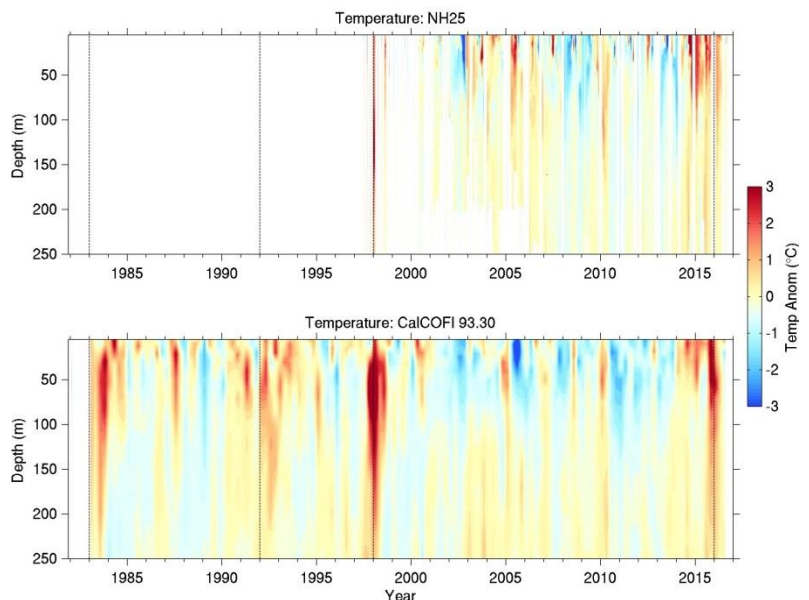 Temperature: NH25
Depth (m)
50
100
150
200
250
1985 1990 1995 2000 2005 2010 2015
Temperature: CalCOFI 93.30
Depth (m)
50
100
150
200
250
1985 1990 1995 2000 2005 2010 2015
Year
3
2
1
0
-1
-2
-3
Temp Anom (°C)